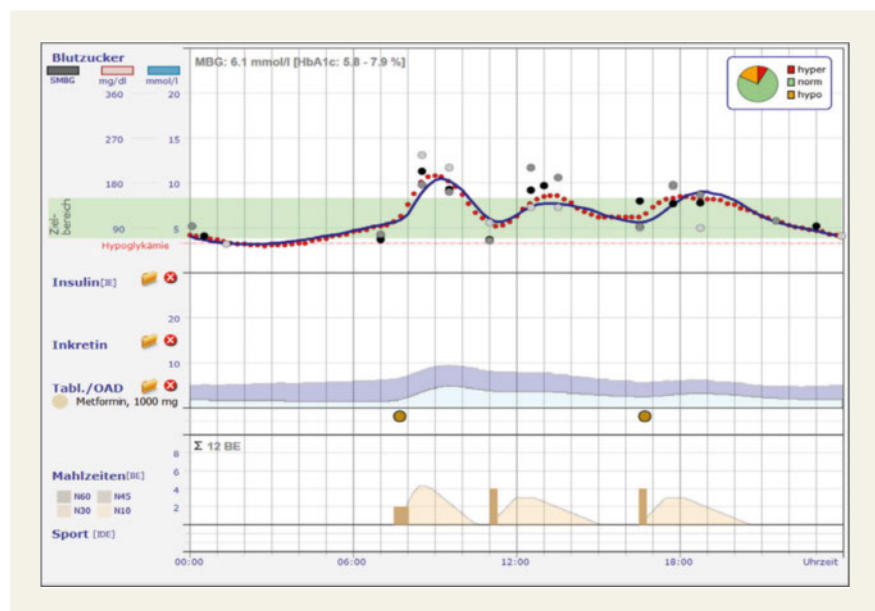 Blutzucker
SMBG mg/dl mmol/l
MBG: 6.1 mmol/l [HbA1c: 5.8 - 7.9 %]
hyper
norm
hypo
360 20
270 15
180 10
Ziel-
bereich
90 5
Hypoglykämie
Insulin[IE]
20
Inkretin
10
Tabl./OAD
Metformin, 1000 mg
Σ 12 BE
8
6
Mahlzeiten[BE]
4
N60 N45
N30 N10
2
Sport [IDE]
00:00 06:00 12:00 18:00 Uhrzeit